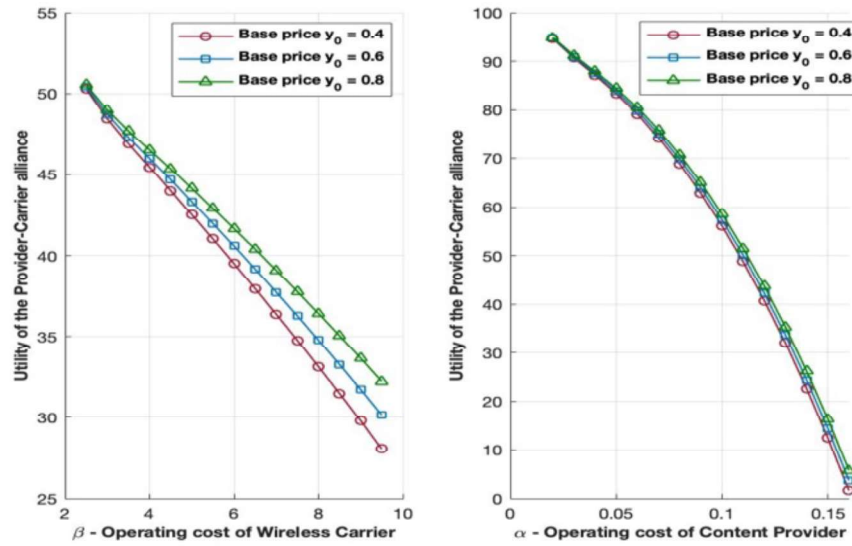 55
50
45
40
35
30
25
2
4
6
8
10
Utility of the Provider-Carrier alliance
β - Operating cost of Wireless Carrier
Base price y0 = 0.4
Base price y0 = 0.6
Base price y0 = 0.8
100
90
80
70
60
50
40
30
20
10
0
0
0.05
0.1
0.15
Utility of the Provider-Carrier alliance
α - Operating cost of Content Provider
Base price y0 = 0.4
Base price y0 = 0.6
Base price y0 = 0.8